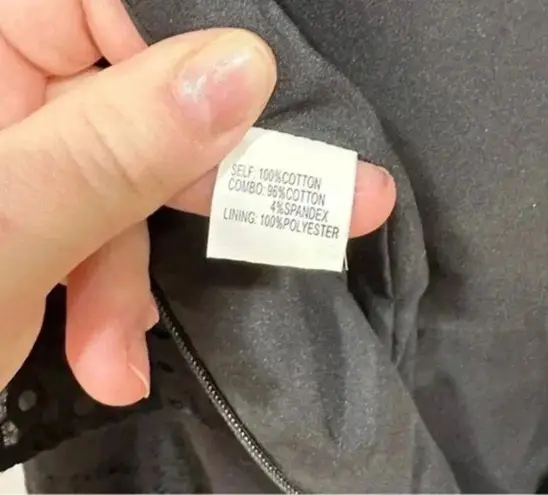 SELF: 100%COTTON
COMBO: 96%COTTON
4%SPANDEX
LINING: 100%POLYESTER